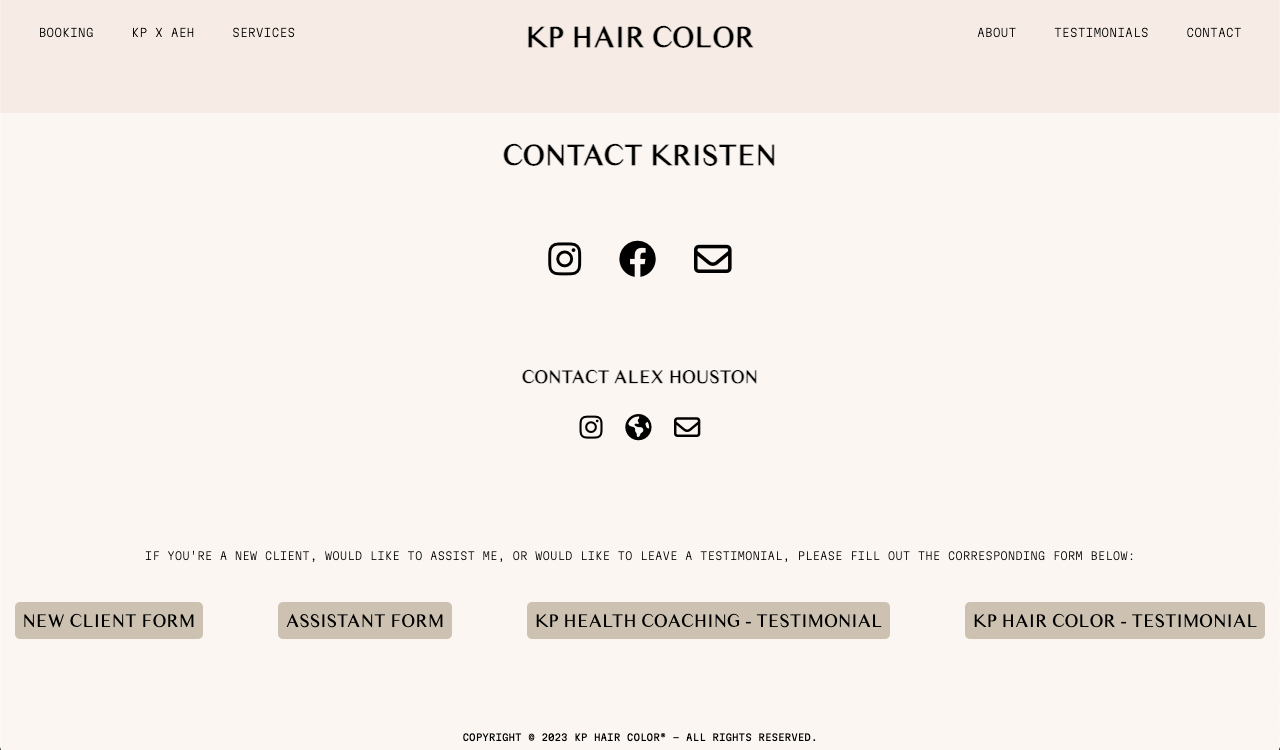 BOOKING KP X AEH SERVICES KP HAIR COLOR ABOUT TESTIMONIALS CONTACT
CONTACT KRISTEN
CONTACT ALEX HOUSTON
IF YOU'RE A NEW CLIENT, WOULD LIKE TO ASSIST ME, OR WOULD LIKE TO LEAVE A TESTIMONIAL, PLEASE FILL OUT THE CORRESPONDING FORM BELOW:
NEW CLIENT FORM ASSISTANT FORM KP HEALTH COACHING - TESTIMONIAL KP HAIR COLOR - TESTIMONIAL
COPYRIGHT © 2023 KP HAIR COLOR® — ALL RIGHTS RESERVED.